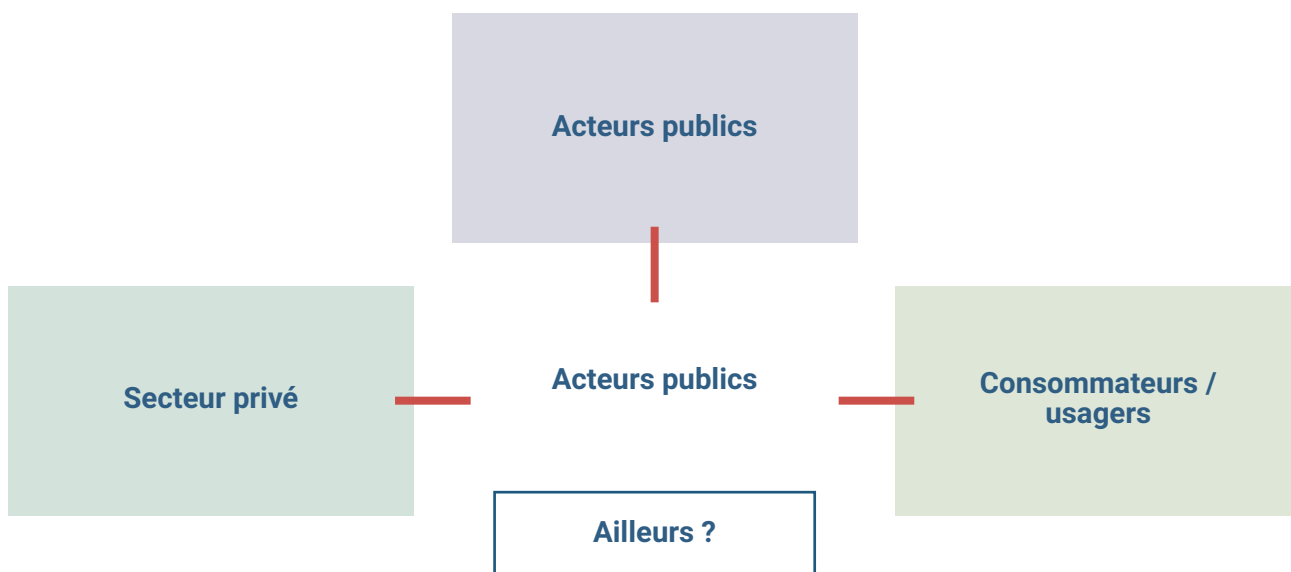 Acteurs publics
Secteur privé
Acteurs publics
Consommateurs /
usagers
Ailleurs ?